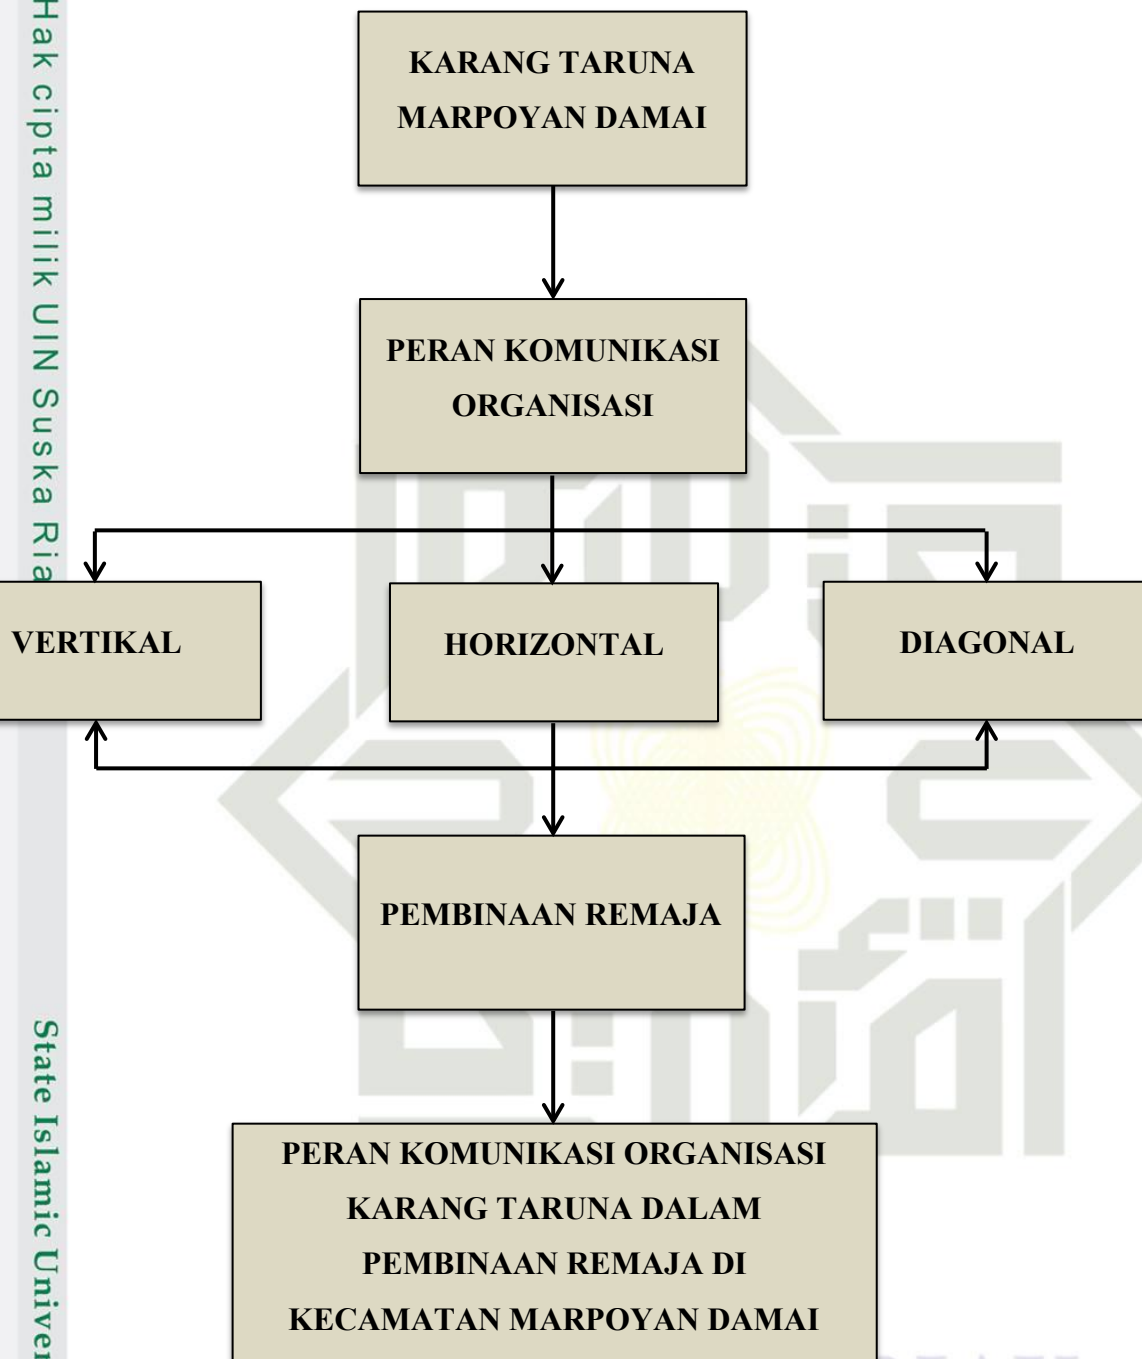 Hak cipta milik UIN Suska Ria
State Islamic Univer
KARANG TARUNA
MARPOYAN DAMAI
PERAN KOMUNIKASI
ORGANISASI
VERTIKAL
HORIZONTAL
DIAGONAL
PEMBINAAN REMAJA
PERAN KOMUNIKASI ORGANISASI
KARANG TARUNA DALAM
PEMBINAAN REMAJA DI
KECAMATAN MARPOYAN DAMAI